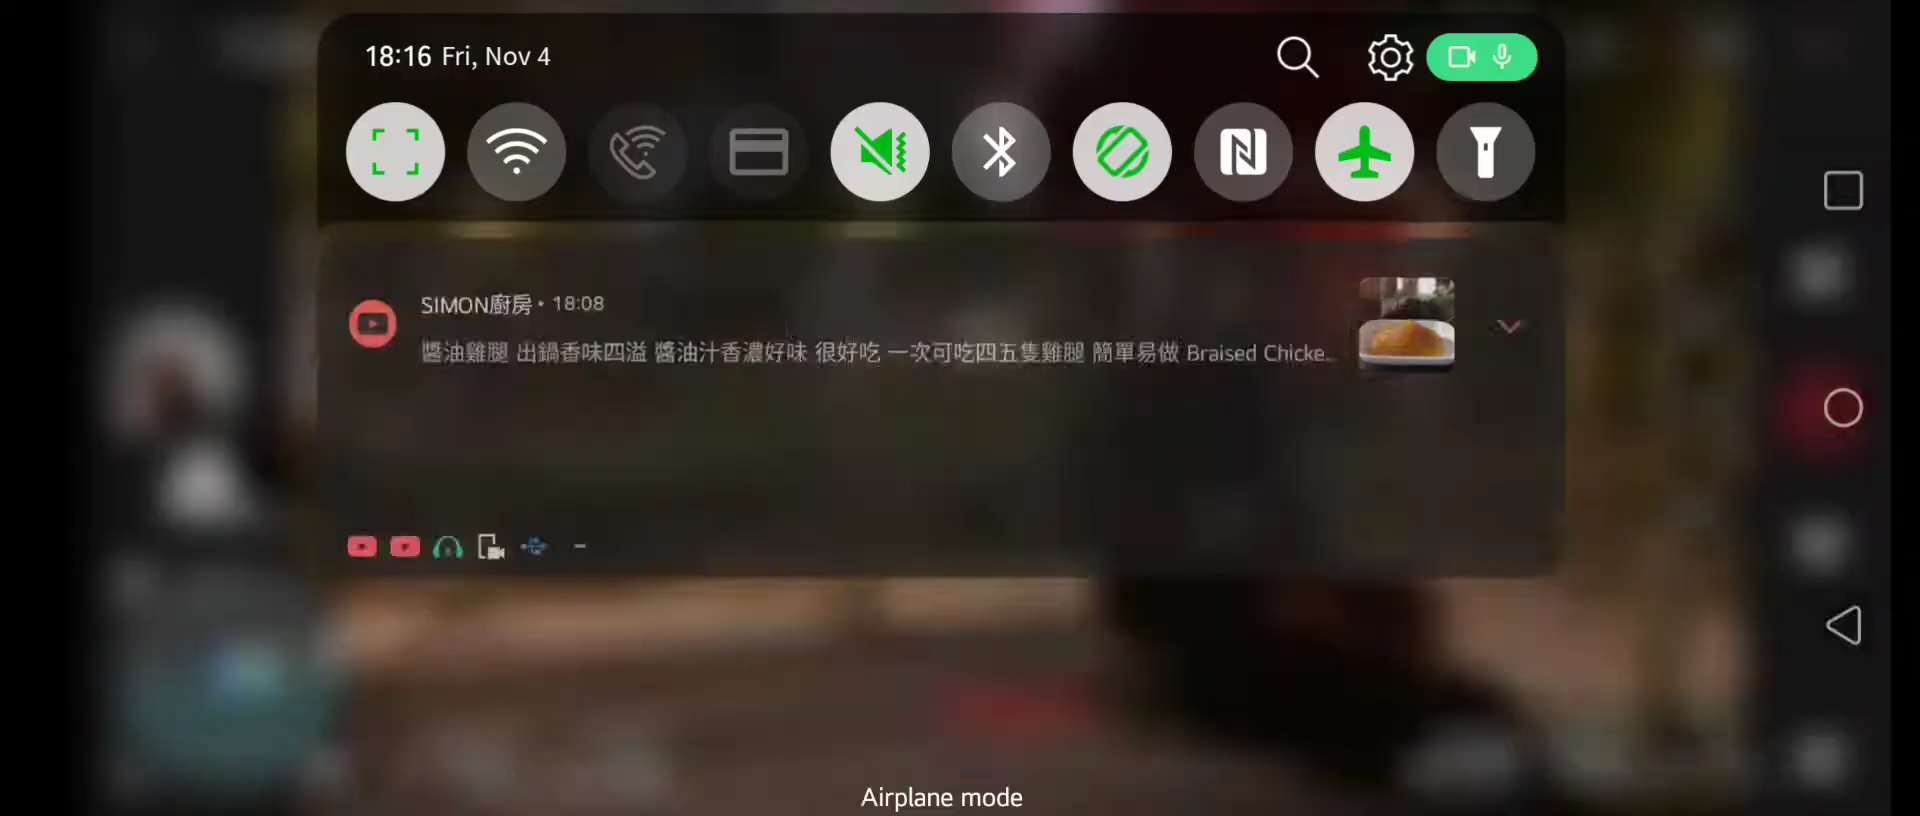 18:16 Fri, Nov 4
SIMON廚房 • 18:08
醬油雞腿 出鍋香味四溢 醬油汁香濃好味 很好吃 一次可吃四五隻雞腿 簡單易做 Braised Chicke...
Airplane mode